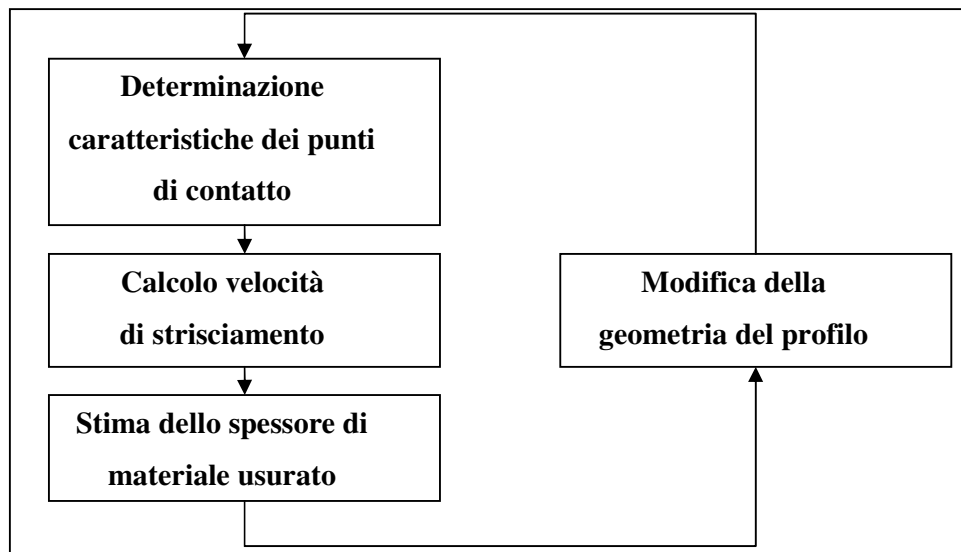 Determinazione
caratteristiche dei punti
di contatto
Calcolo velocità
di strisciamento
Stima dello spessore di
materiale usurato
Modifica della
geometria del profilo